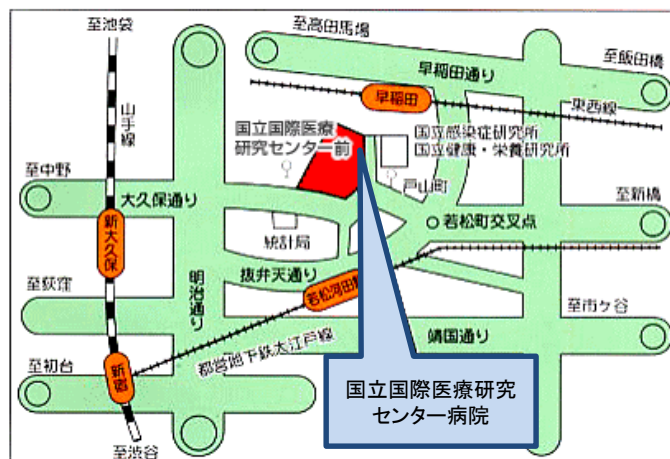 至池袋
至高田馬場
至飯田橋
早稲田通り
山手線
早稲田
東西線
国立国際医療
研究センター前
国立感染症研究所
国立健康・栄養研究所
至中野
戸山町
至新橋
大久保通り
若松町交叉点
新大久保
統計局
抜弁天通り
至荻窪
明治通り
若松河田
至市ヶ谷
靖国通り
都営地下鉄大江戸線
至初台
新宿
国立国際医療研究
センター病院
至渋谷